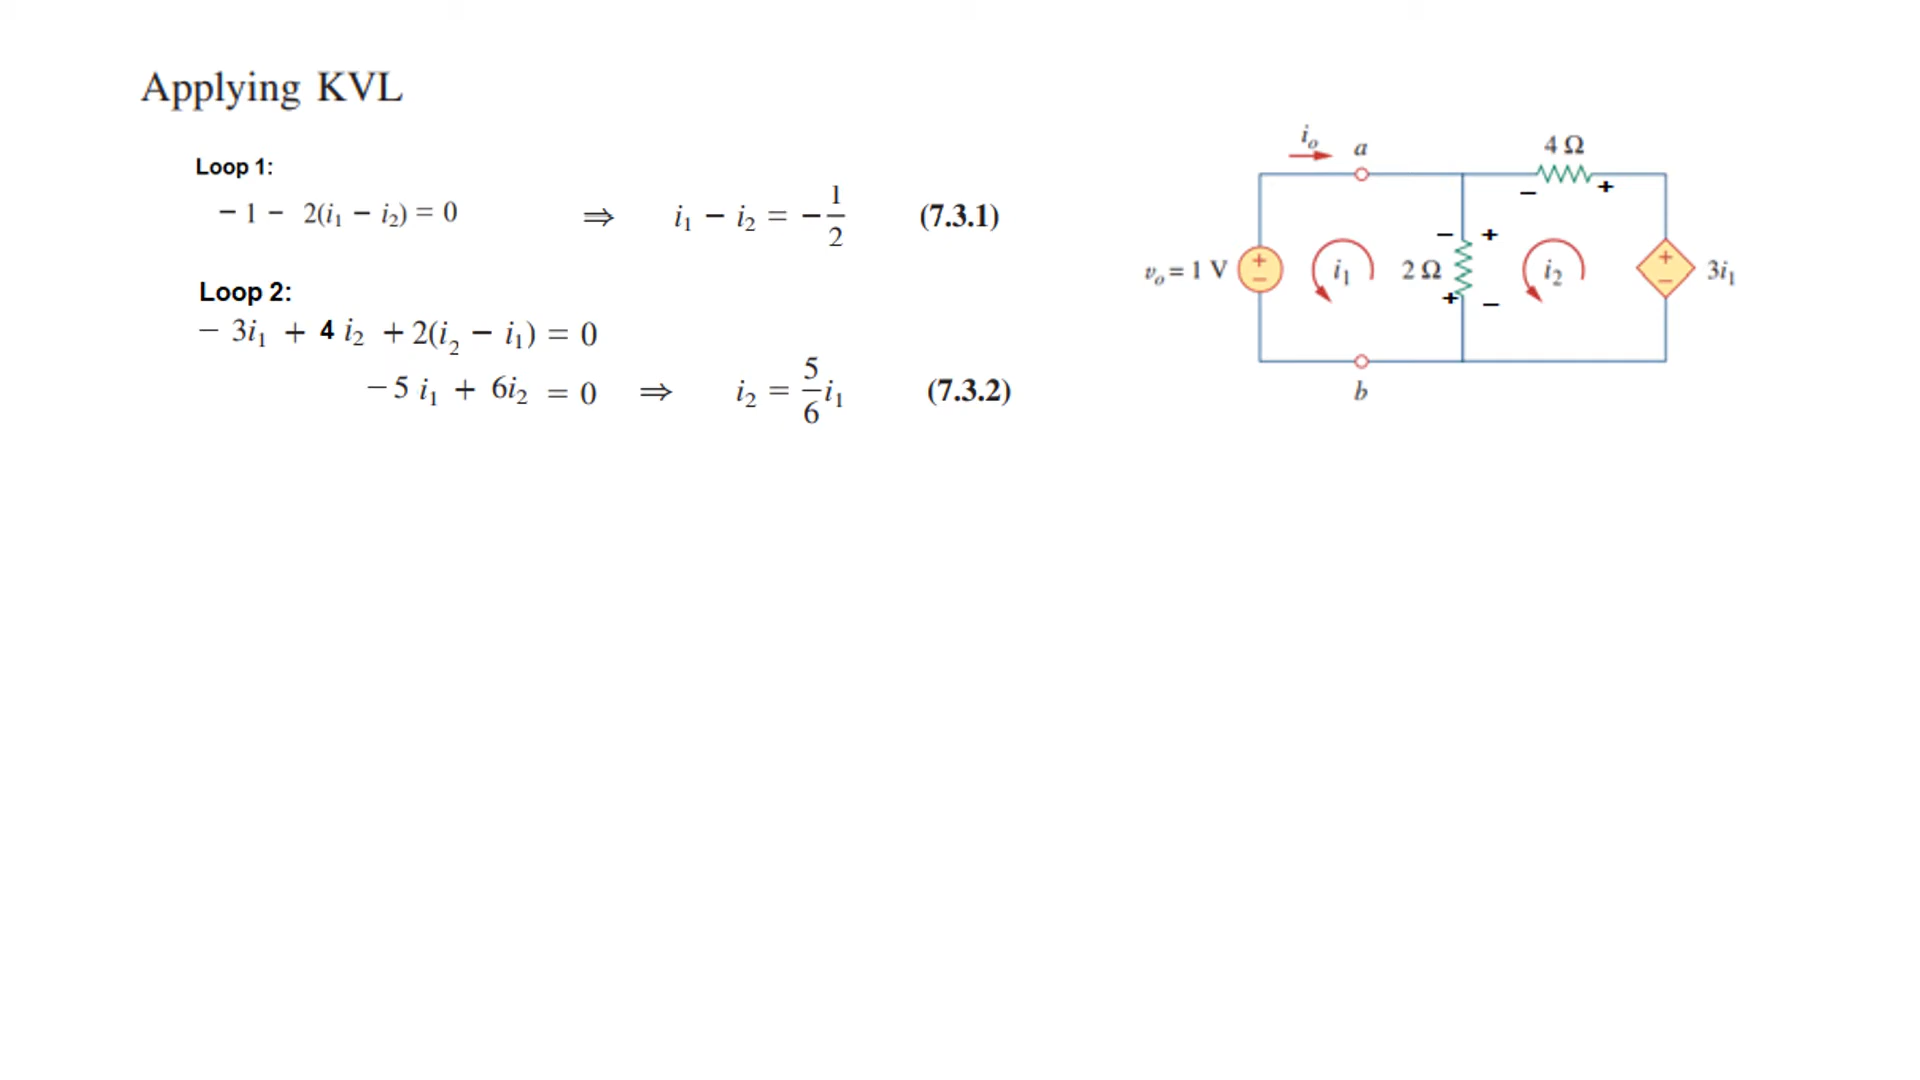 Applying KVL
Loop 1:
− 1 − 2(i₁ − i₂) = 0 ⇒ i₁ − i₂ = −1/2 (7.3.1)
Loop 2:
− 3i₁ + 4 i₂ + 2(i₂ − i₁) = 0
− 5 i₁ + 6i₂ = 0 ⇒ i₂ = 5/6 i₁ (7.3.2)
iₒ a 4 Ω
− +
− +
vₒ = 1 V + − i₁ 2 Ω i₂ + − 3i₁
+ −
b